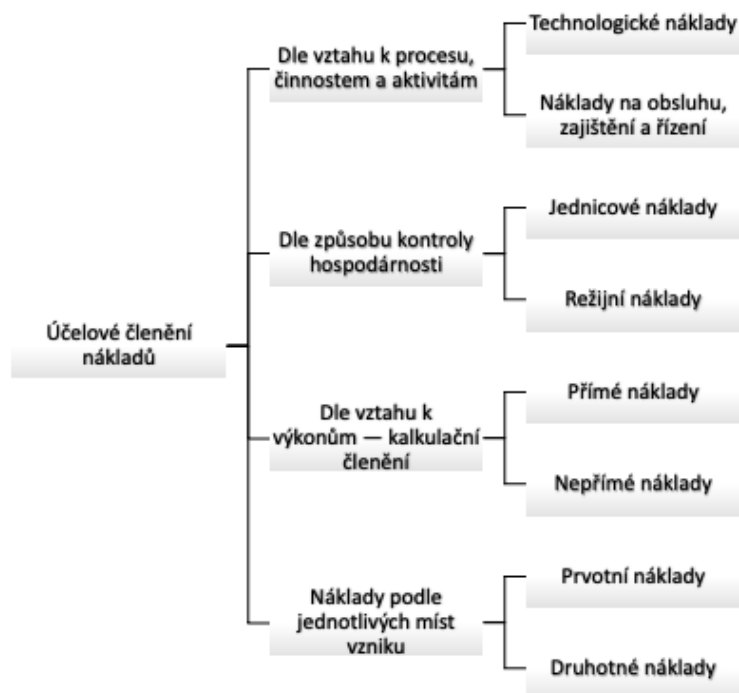 Účelové členění
nákladů
Dle vztahu k procesu,
činnostem a aktivitám
Technologické náklady
Náklady na obsluhu,
zajištění a řízení
Dle způsobu kontroly
hospodárnosti
Jednicové náklady
Režijní náklady
Dle vztahu k
výkonům — kalkulační
členění
Přímé náklady
Nepřímé náklady
Náklady podle
jednotlivých míst
vzniku
Prvotní náklady
Druhotné náklady